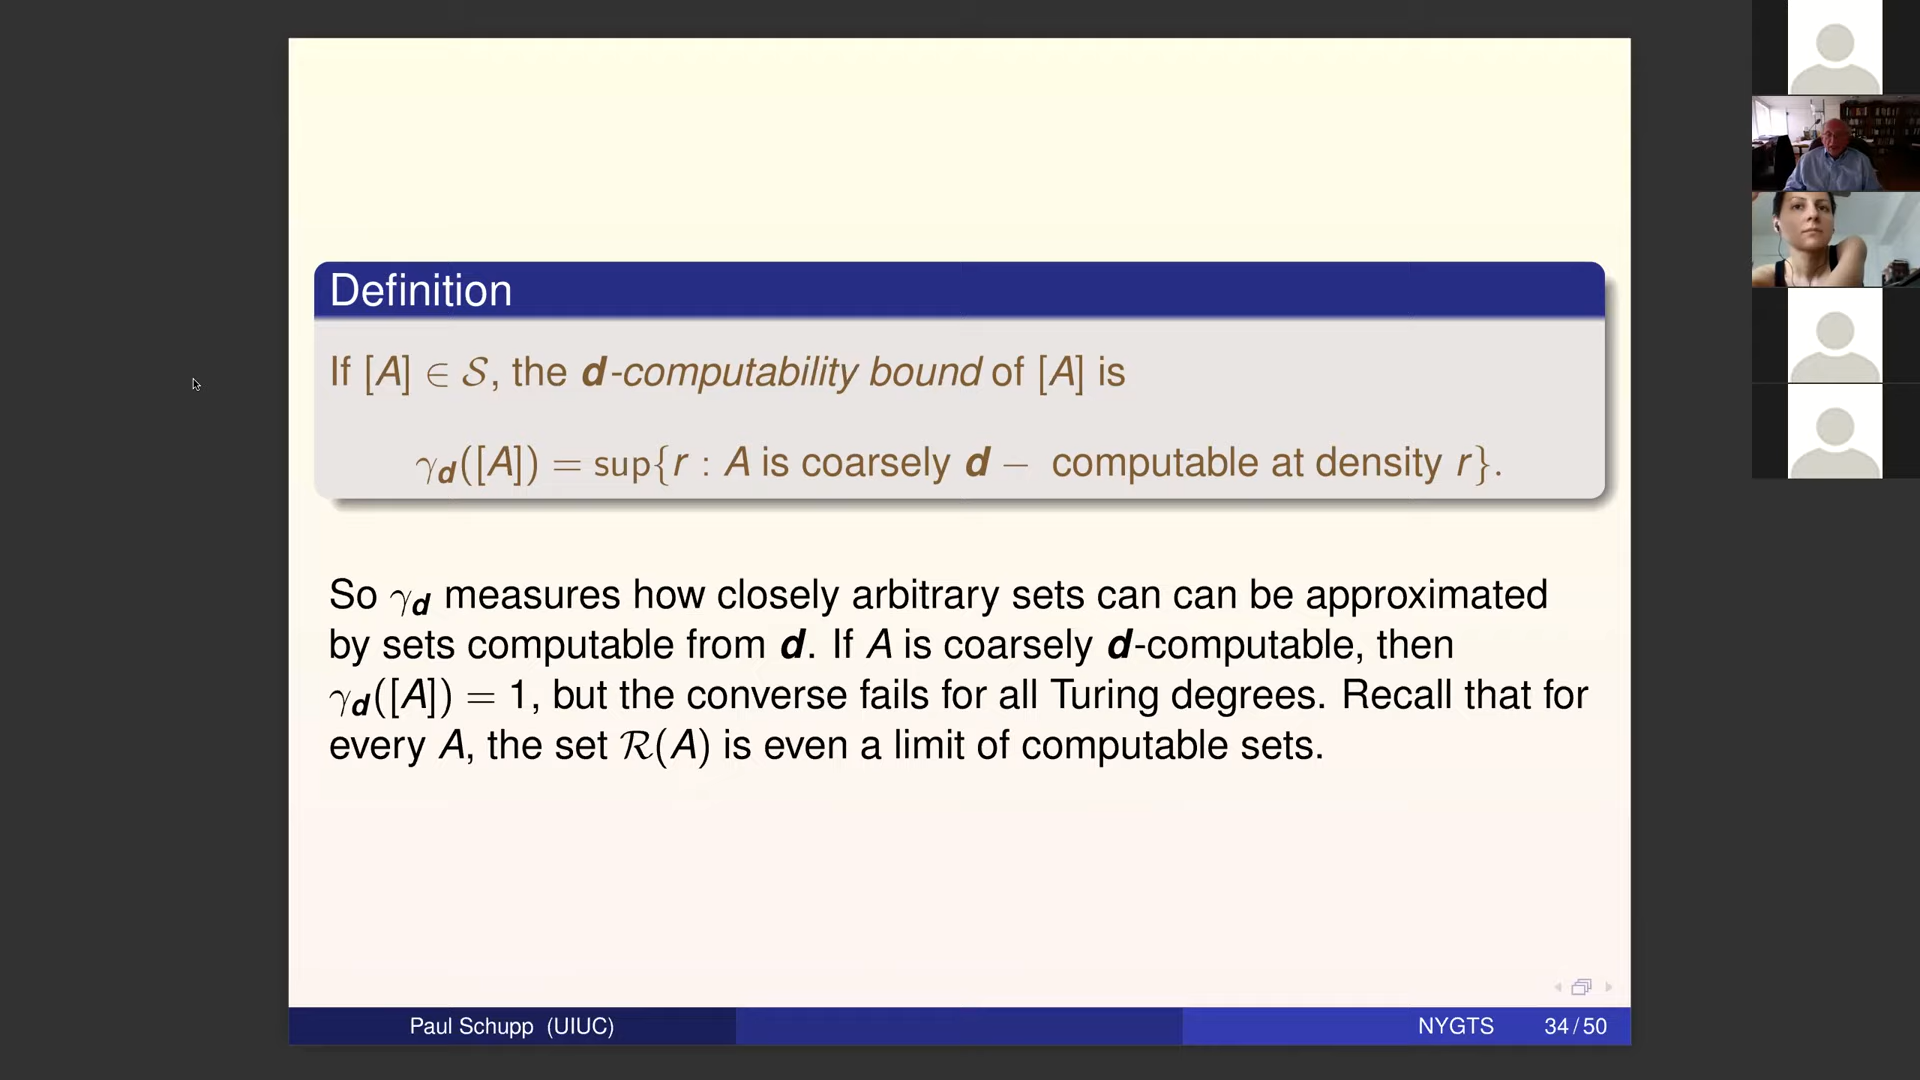 Definition
If [A] ∈ 𝒮, the d-computability bound of [A] is
γ_d([A]) = sup{r : A is coarsely d − computable at density r}.
So γ_d measures how closely arbitrary sets can can be approximated
by sets computable from d. If A is coarsely d-computable, then
γ_d([A]) = 1, but the converse fails for all Turing degrees. Recall that for
every A, the set ℛ(A) is even a limit of computable sets.
Paul Schupp (UIUC)
NYGTS
34 / 50